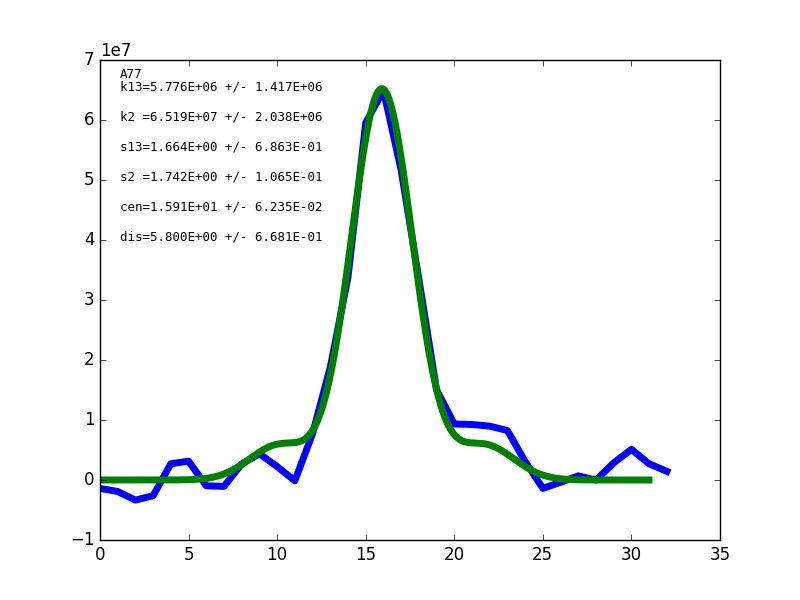 1e7
A77
k13=5.776E+06 +/- 1.417E+06
k2 =6.519E+07 +/- 2.038E+06
s13=1.664E+00 +/- 6.863E-01
s2 =1.742E+00 +/- 1.065E-01
cen=1.591E+01 +/- 6.235E-02
dis=5.800E+00 +/- 6.681E-01
7
6
5
4
3
2
1
0
−1
0 5 10 15 20 25 30 35